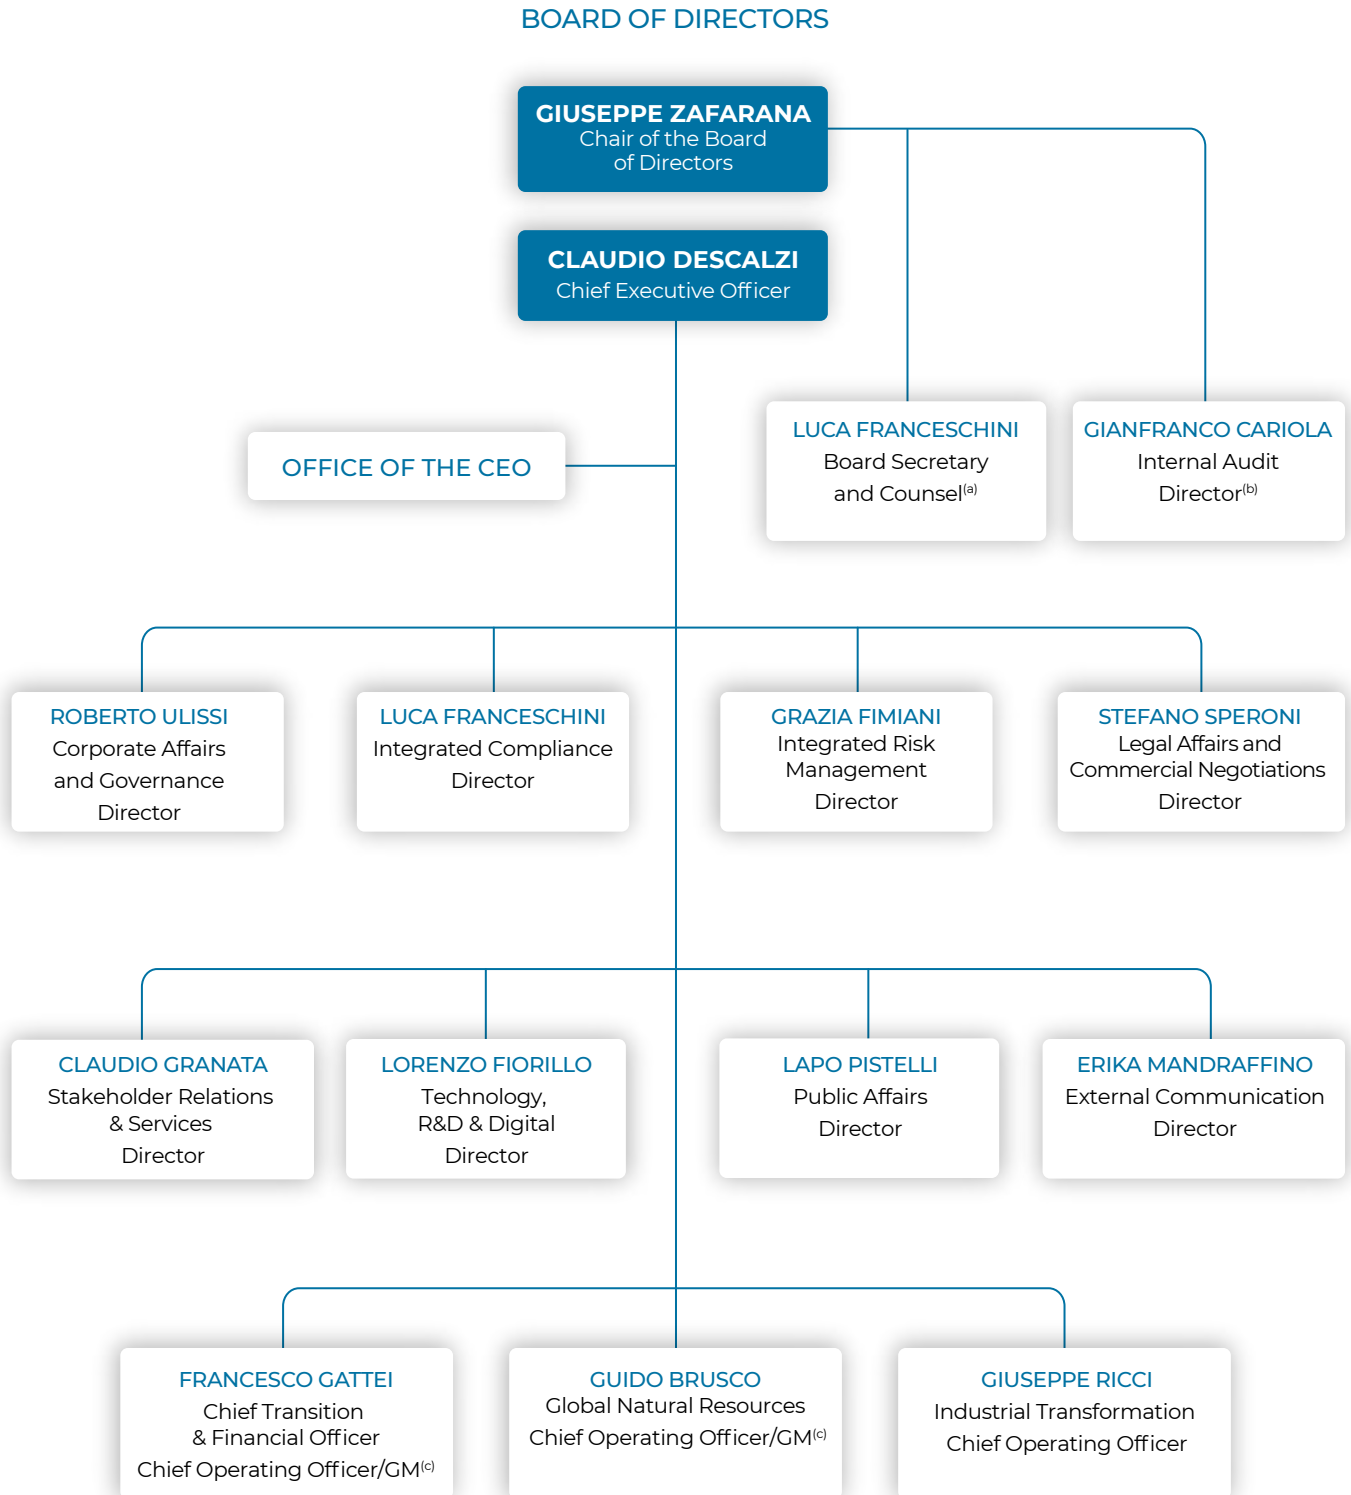 BOARD OF DIRECTORS
GIUSEPPE ZAFARANA
Chair of the Board
of Directors
CLAUDIO DESCALZI
Chief Executive Officer
OFFICE OF THE CEO
LUCA FRANCESCHINI
Board Secretary
and Counsel(a)
GIANFRANCO CARIOLA
Internal Audit
Director(b)
ROBERTO ULISSI
Corporate Affairs
and Governance
Director
LUCA FRANCESCHINI
Integrated Compliance
Director
GRAZIA FIMIANI
Integrated Risk
Management
Director
STEFANO SPERONI
Legal Affairs and
Commercial Negotiations
Director
CLAUDIO GRANATA
Stakeholder Relations
& Services
Director
LORENZO FIORILLO
Technology,
R&D & Digital
Director
LAPO PISTELLI
Public Affairs
Director
ERIKA MANDRAFFINO
External Communication
Director
FRANCESCO GATTEI
Chief Transition
& Financial Officer
Chief Operating Officer/GM(c)
GUIDO BRUSCO
Global Natural Resources
Chief Operating Officer/GM(c)
GIUSEPPE RICCI
Industrial Transformation
Chief Operating Officer